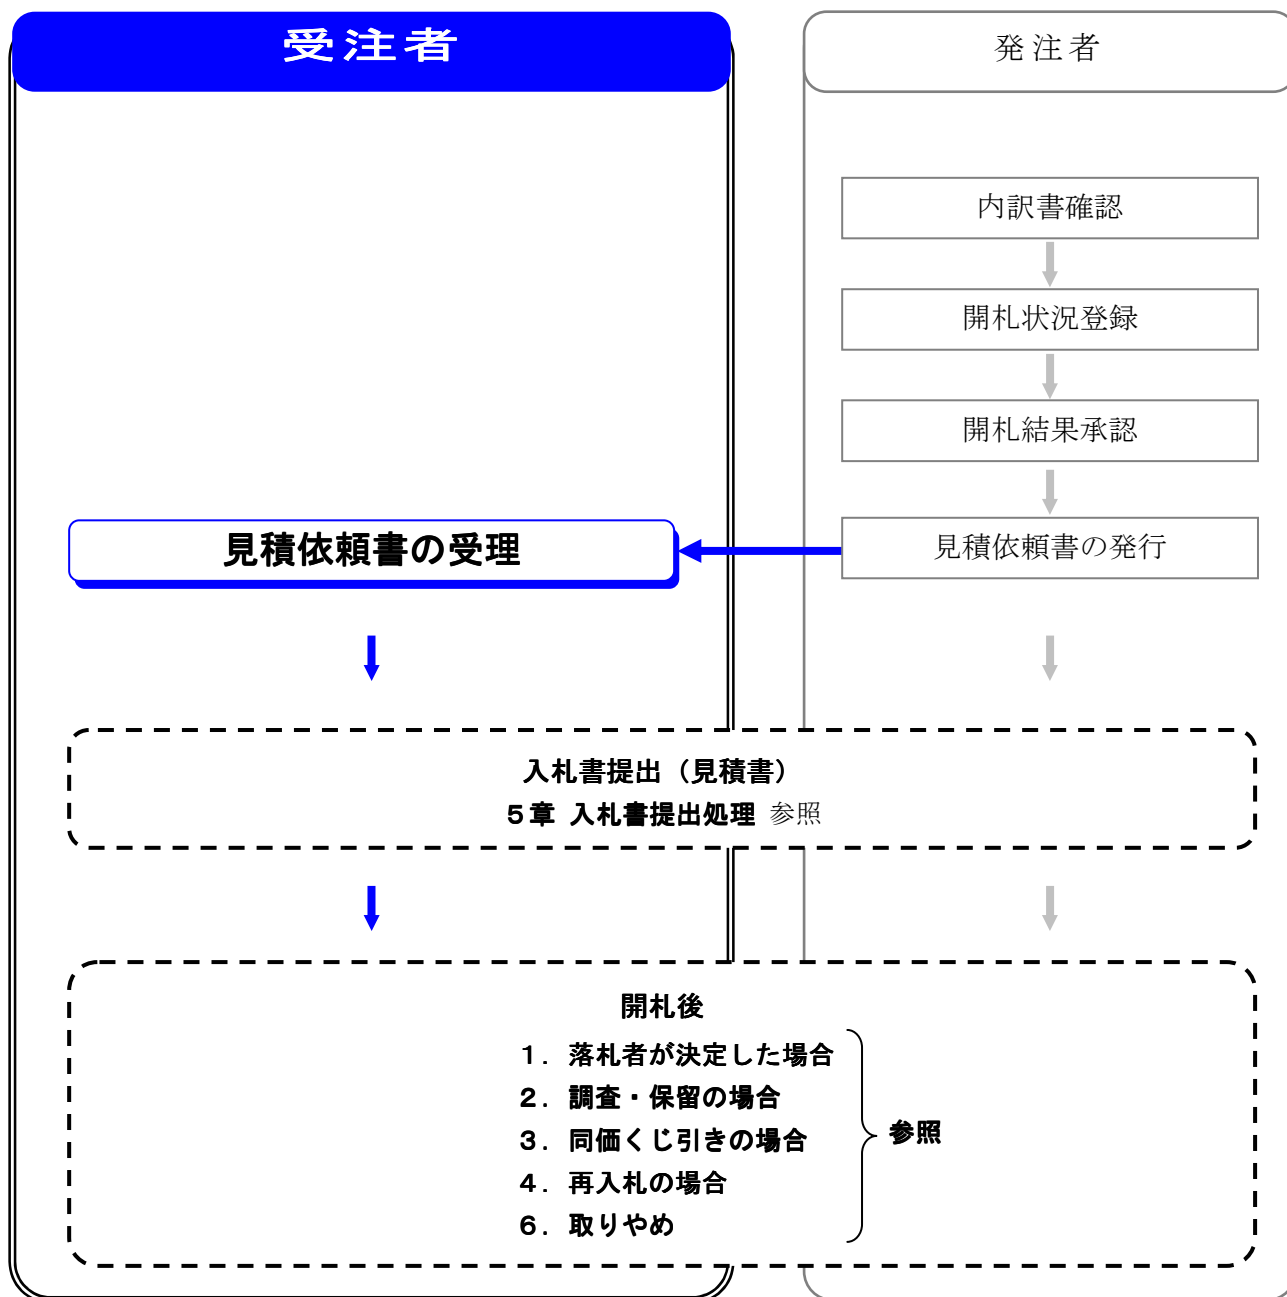 受注者
発注者
内訳書確認
開札状況登録
開札結果承認
見積依頼書の受理
見積依頼書の発行
入札書提出（見積書）
５章 入札書提出処理 参照
開札後
１．落札者が決定した場合
２．調査・保留の場合
３．同価くじ引きの場合
４．再入札の場合
６．取りやめ
参照